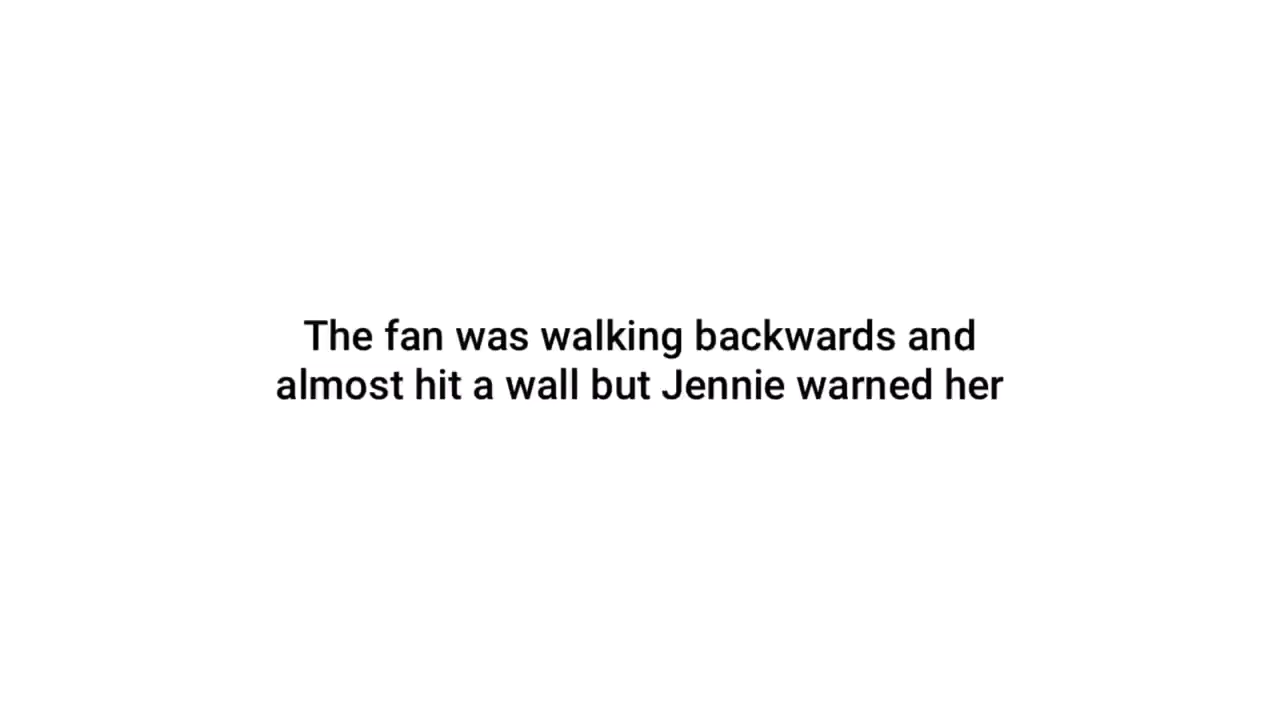 The fan was walking backwards and
almost hit a wall but Jennie warned her